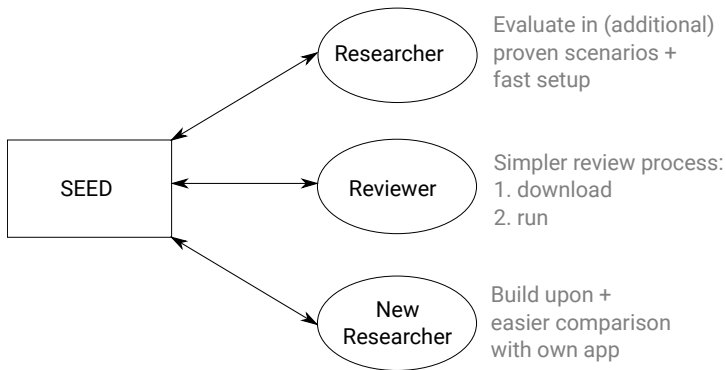 SEED
Researcher
Evaluate in (additional)
proven scenarios +
fast setup
Reviewer
Simpler review process:
1. download
2. run
New
Researcher
Build upon +
easier comparison
with own app